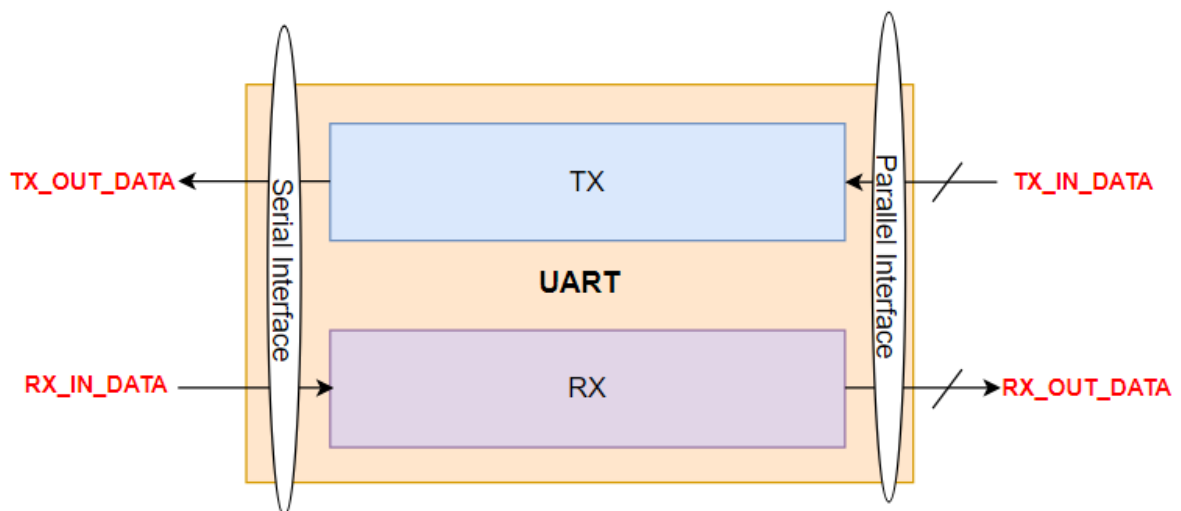 TX
TX_OUT_DATA
Serial Interface
Parallel Interface
TX_IN_DATA
UART
RX_IN_DATA
RX
RX_OUT_DATA